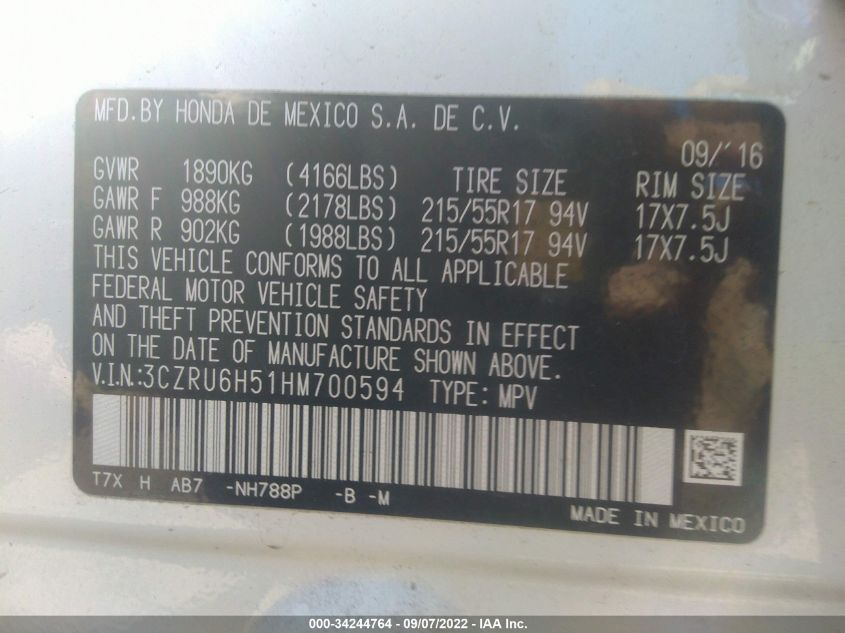 MFD.BY HONDA DE MEXICO S.A. DE C.V.
09/'16
GVWR 1890KG (4166LBS) TIRE SIZE RIM SIZE
GAWR F 988KG (2178LBS) 215/55R17 94V 17X7.5J
GAWR R 902KG (1988LBS) 215/55R17 94V 17X7.5J
THIS VEHICLE CONFORMS TO ALL APPLICABLE
FEDERAL MOTOR VEHICLE SAFETY
AND THEFT PREVENTION STANDARDS IN EFFECT
ON THE DATE OF MANUFACTURE SHOWN ABOVE.
V.I.N.:3CZRU6H51HM700594 TYPE: MPV
T7X H AB7 -NH788P -B -M
MADE IN MEXICO
000-34244764 - 09/07/2022 - IAA Inc.